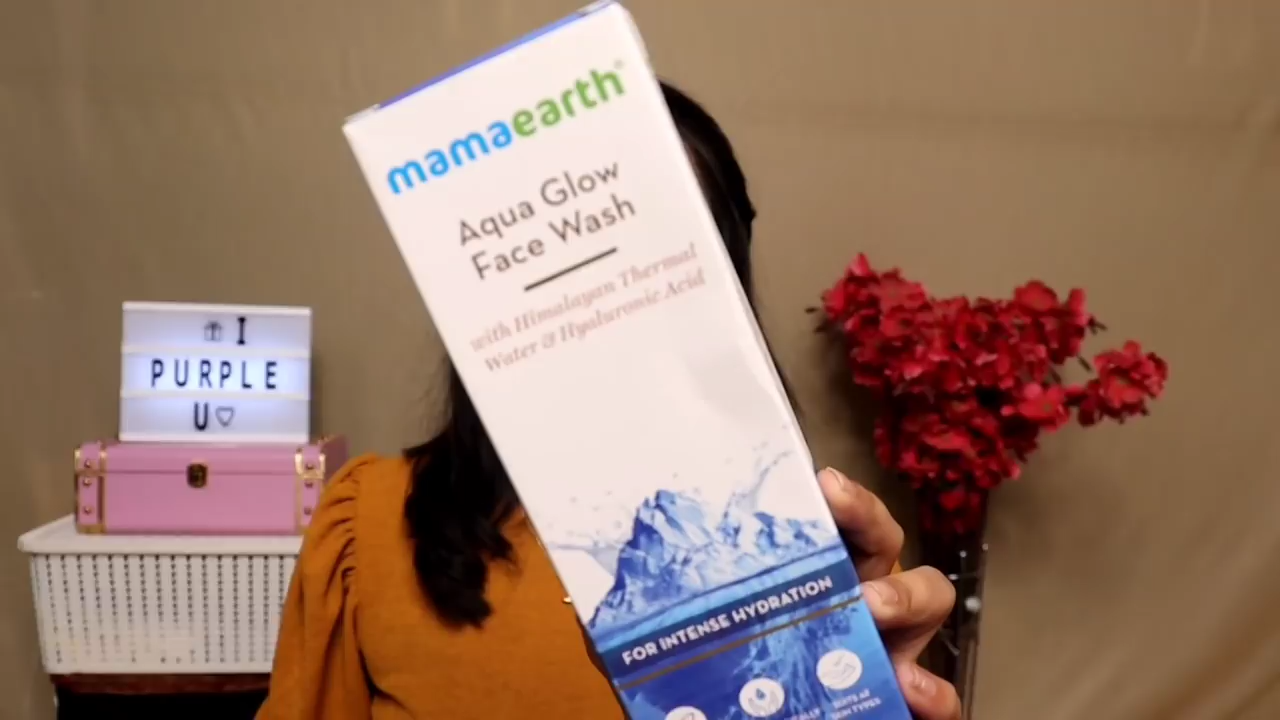 mamaearth
Aqua Glow
Face Wash
with Himalayan Thermal
Water & Hyaluronic Acid
FOR INTENSE HYDRATION
I
PURPLE
U♡